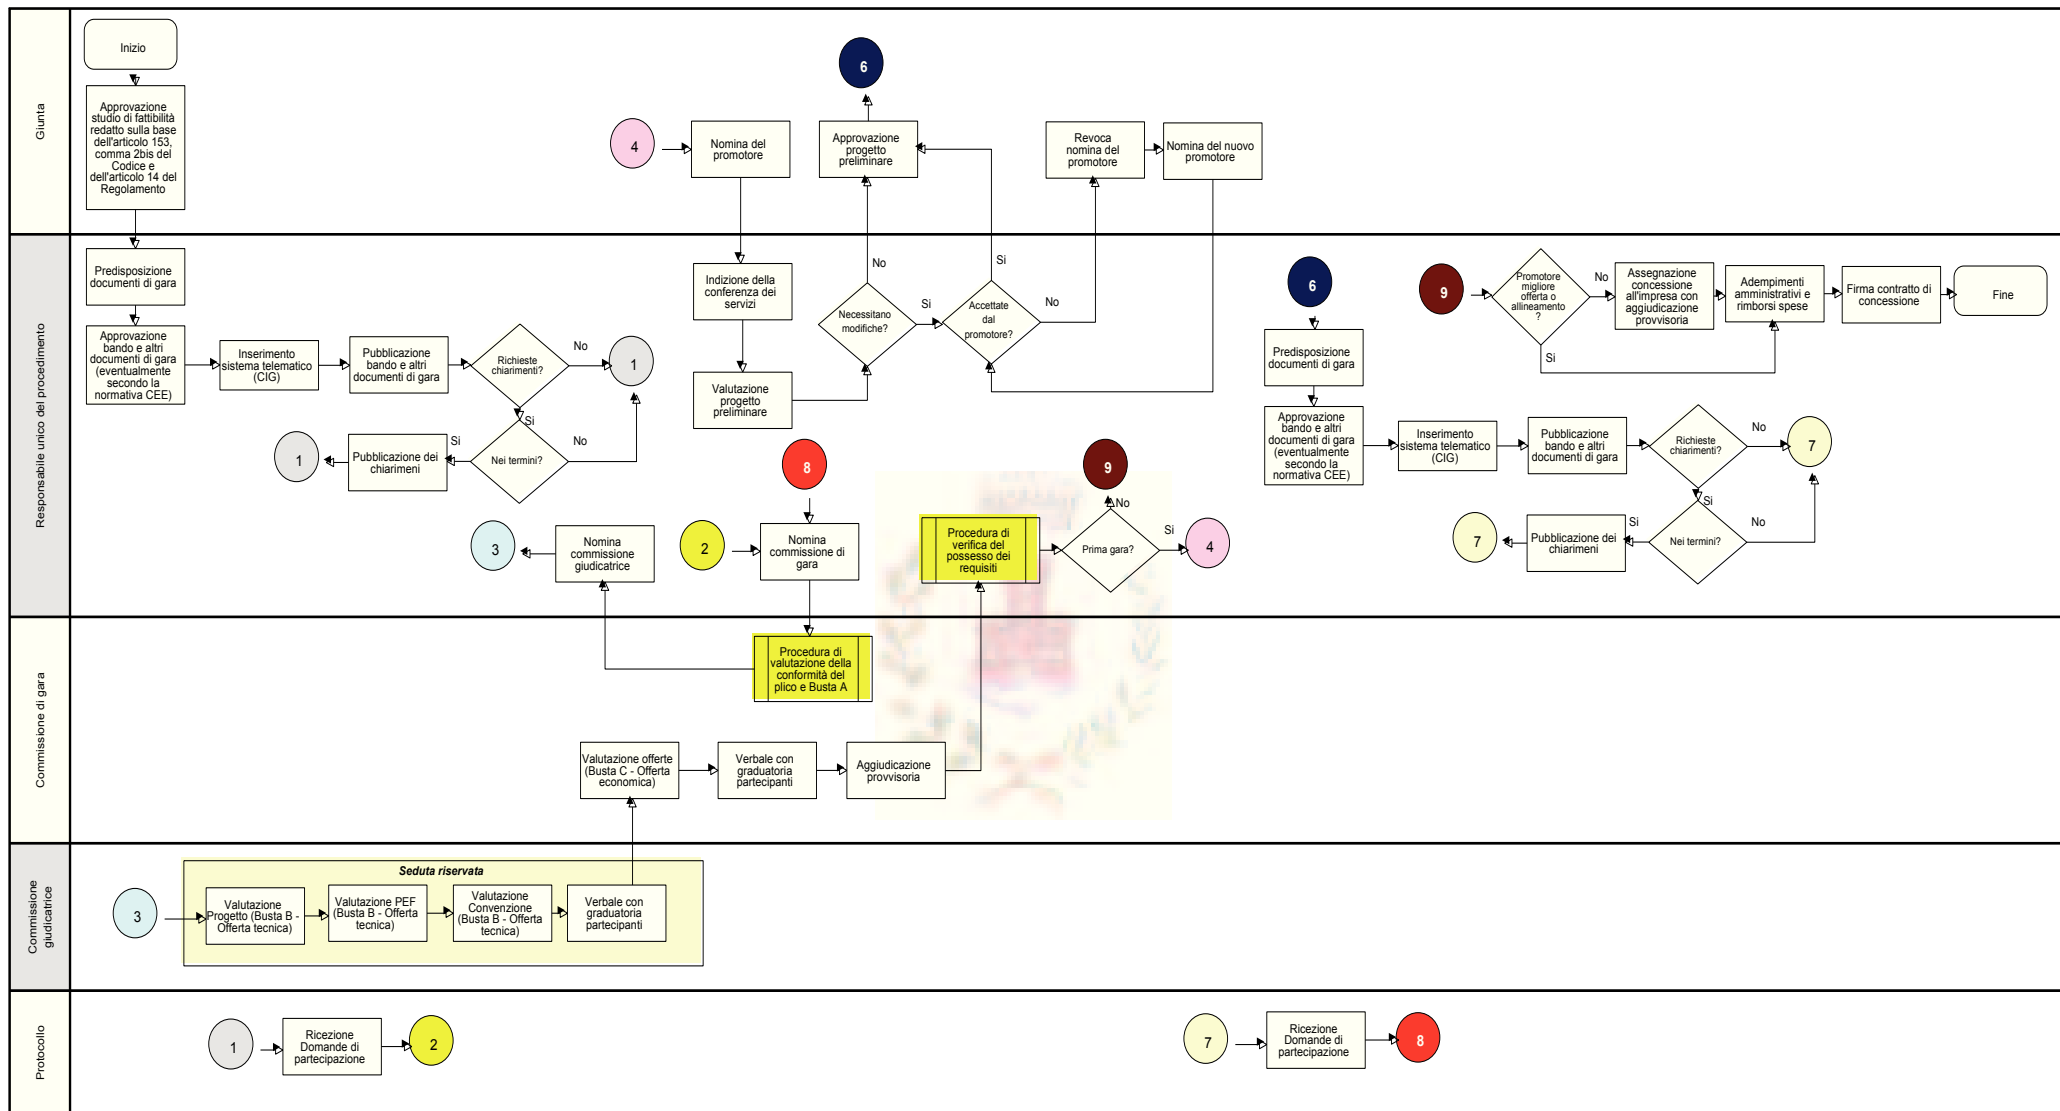 Giunta
Inizio
Approvazione
studio di fattibilità
redatto sulla base
dell'articolo 153,
comma 2bis del
Codice e
dell'articolo 14 del
Regolamento
4
Nomina del
promotore
6
Approvazione
progetto
preliminare
Revoca
nomina del
promotore
Nomina del nuovo
promotore
Responsabile unico del procedimento
Predisposizione
documenti di gara
Approvazione
bando e altri
documenti di gara
(eventualmente
secondo la
normativa CEE)
Inserimento
sistema telematico
(CIG)
Pubblicazione
bando e altri
documenti di gara
Richieste
chiarimenti?
No
1
Si
Nei termini?
No
Si
Pubblicazione dei
chiarimeni
1
Indizione della
conferenza dei
servizi
Valutazione
progetto
preliminare
Necessitano
modifiche?
No
Si
Accettate
dal
promotore?
Si
No
8
2
Nomina
commissione di
gara
Nomina
commissione
giudicatrice
3
Procedura di
verifica del
possesso dei
requisiti
Prima gara?
No
9
Si
4
6
Predisposizione
documenti di gara
Approvazione
bando e altri
documenti di gara
(eventualmente
secondo la
normativa CEE)
Inserimento
sistema telematico
(CIG)
Pubblicazione
bando e altri
documenti di gara
Richieste
chiarimenti?
No
7
Si
Nei termini?
No
Si
Pubblicazione dei
chiarimeni
7
9
Promotore
migliore
offerta o
allineamento
?
No
Si
Assegnazione
concessione
all'impresa con
aggiudicazione
provvisoria
Adempimenti
amministrativi e
rimborsi spese
Firma contratto di
concessione
Fine
Commissione di gara
Procedura di
valutazione della
conformità del
plico e Busta A
Valutazione offerte
(Busta C - Offerta
economica)
Verbale con
graduatoria
partecipanti
Aggiudicazione
provvisoria
Commissione
giudicatrice
3
Seduta riservata
Valutazione
Progetto (Busta B -
Offerta tecnica)
Valutazione PEF
(Busta B - Offerta
tecnica)
Valutazione
Convenzione
(Busta B - Offerta
tecnica)
Verbale con
graduatoria
partecipanti
Protocollo
1
Ricezione
Domande di
partecipazione
2
7
Ricezione
Domande di
partecipazione
8